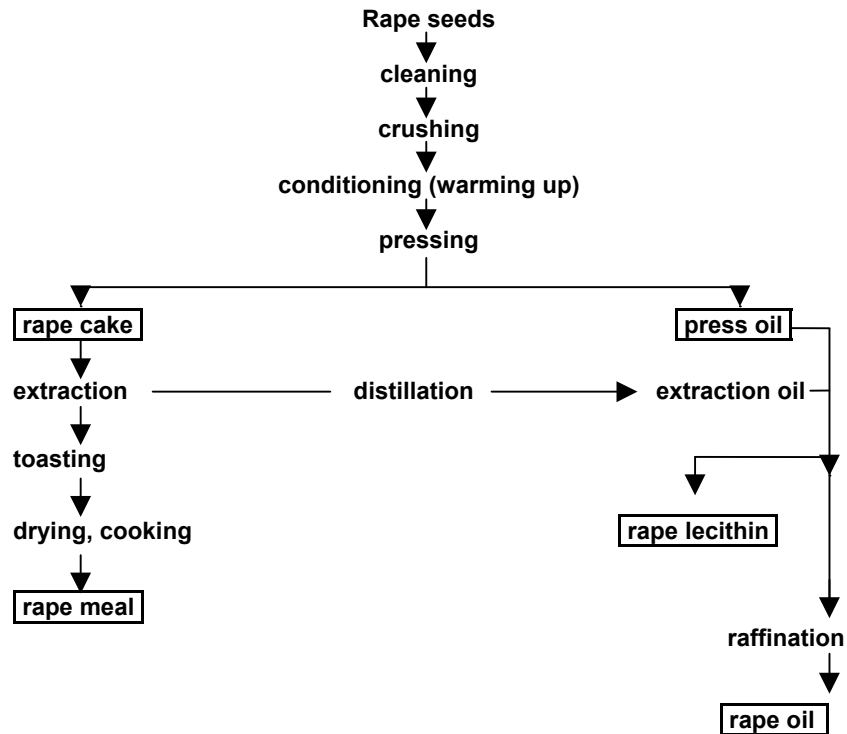 Rape seeds
cleaning
crushing
conditioning (warming up)
pressing
rape cake
press oil
extraction
distillation
extraction oil
toasting
drying, cooking
rape lecithin
rape meal
raffination
rape oil